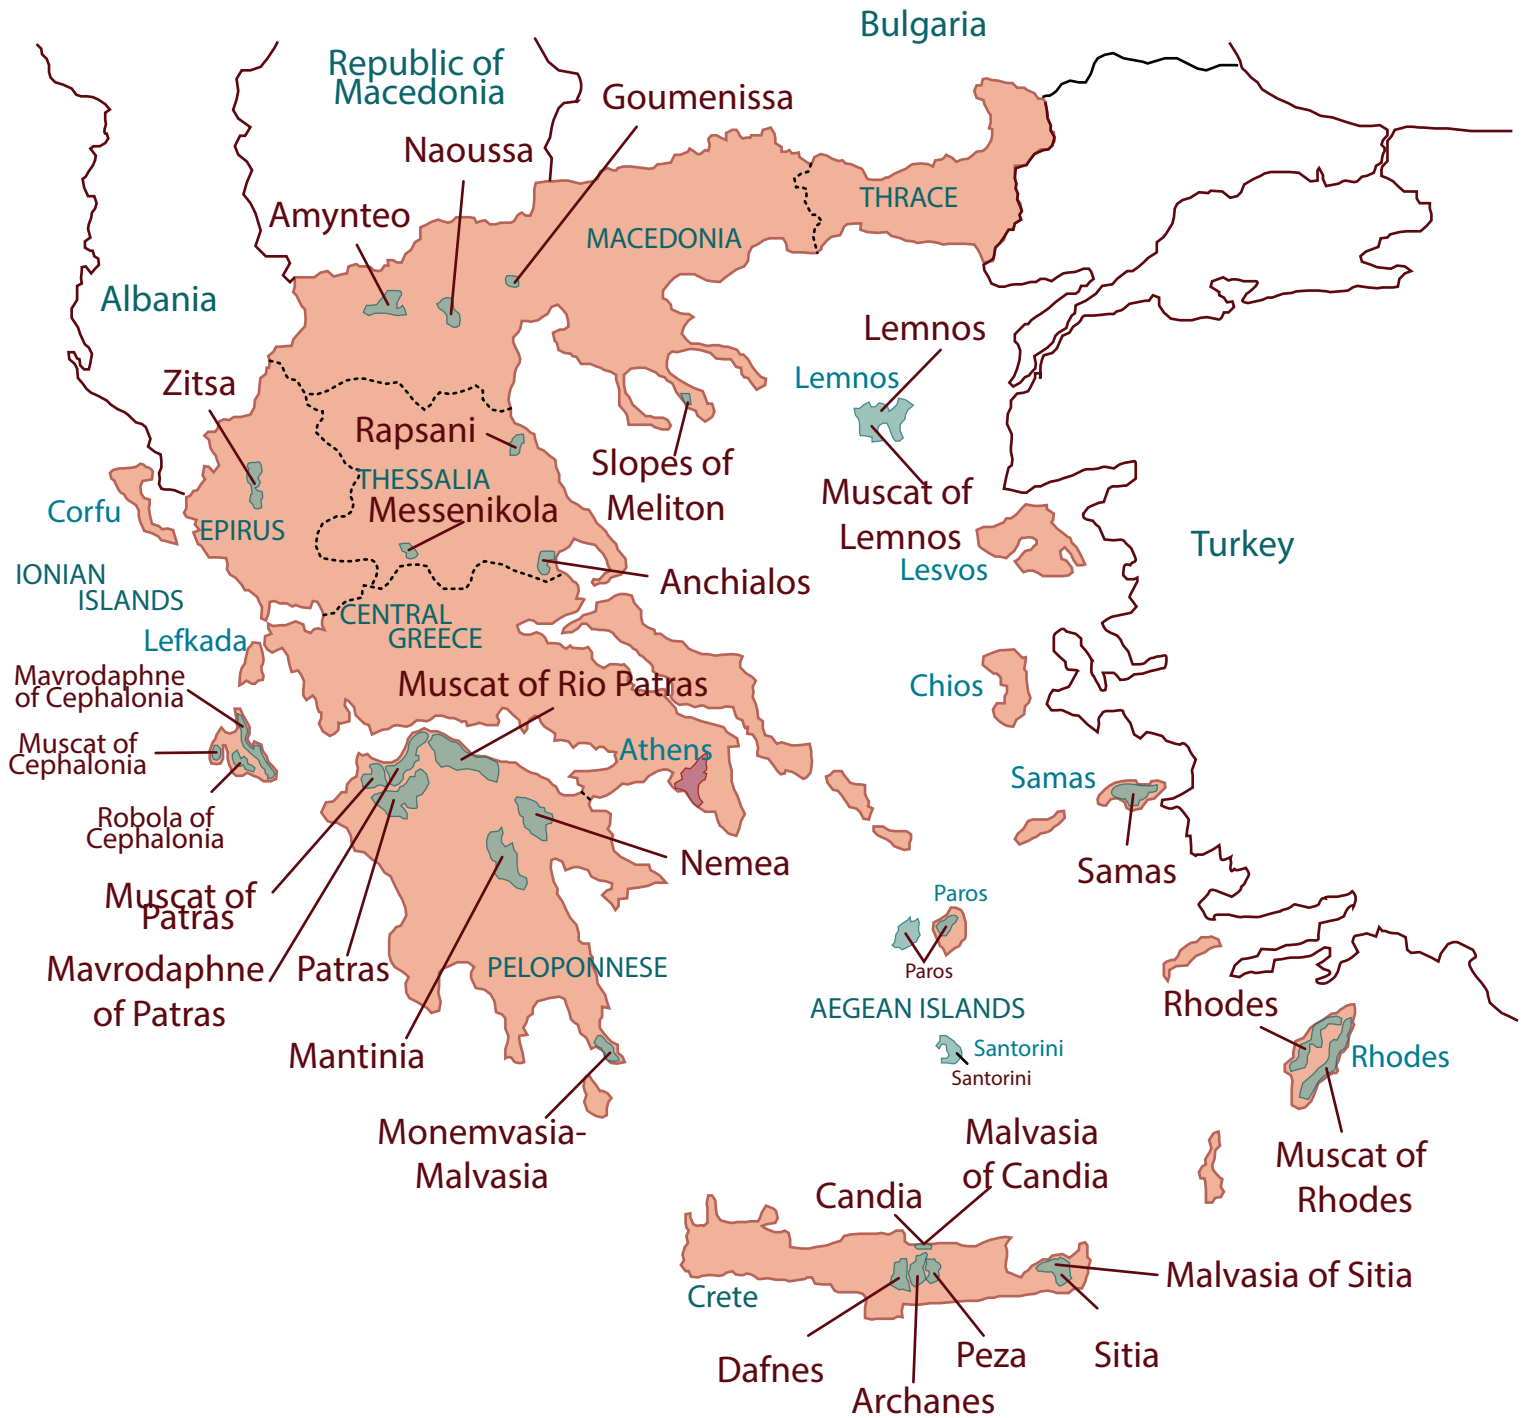 Bulgaria
Republic of
Macedonia
Goumenissa
Naoussa
THRACE
Amynteo
MACEDONIA
Albania
Lemnos
Zitsa
Lemnos
Rapsani
Slopes of
Meliton
THESSALIA
Muscat of
Lemnos
Corfu
Messenikola
EPIRUS
Turkey
Lesvos
IONIAN
ISLANDS
Anchialos
CENTRAL
GREECE
Lefkada
Mavrodaphne
of Cephalonia
Muscat of Rio Patras
Chios
Muscat of
Cephalonia
Athens
Samas
Robola of
Cephalonia
Nemea
Samas
Muscat of
Patras
Paros
Mavrodaphne
of Patras
Patras
PELOPONNESE
Paros
AEGEAN ISLANDS
Rhodes
Mantinia
Santorini
Rhodes
Santorini
Monemvasia-
Malvasia
Malvasia
of Candia
Muscat of
Rhodes
Candia
Malvasia of Sitia
Crete
Dafnes
Peza
Sitia
Archanes